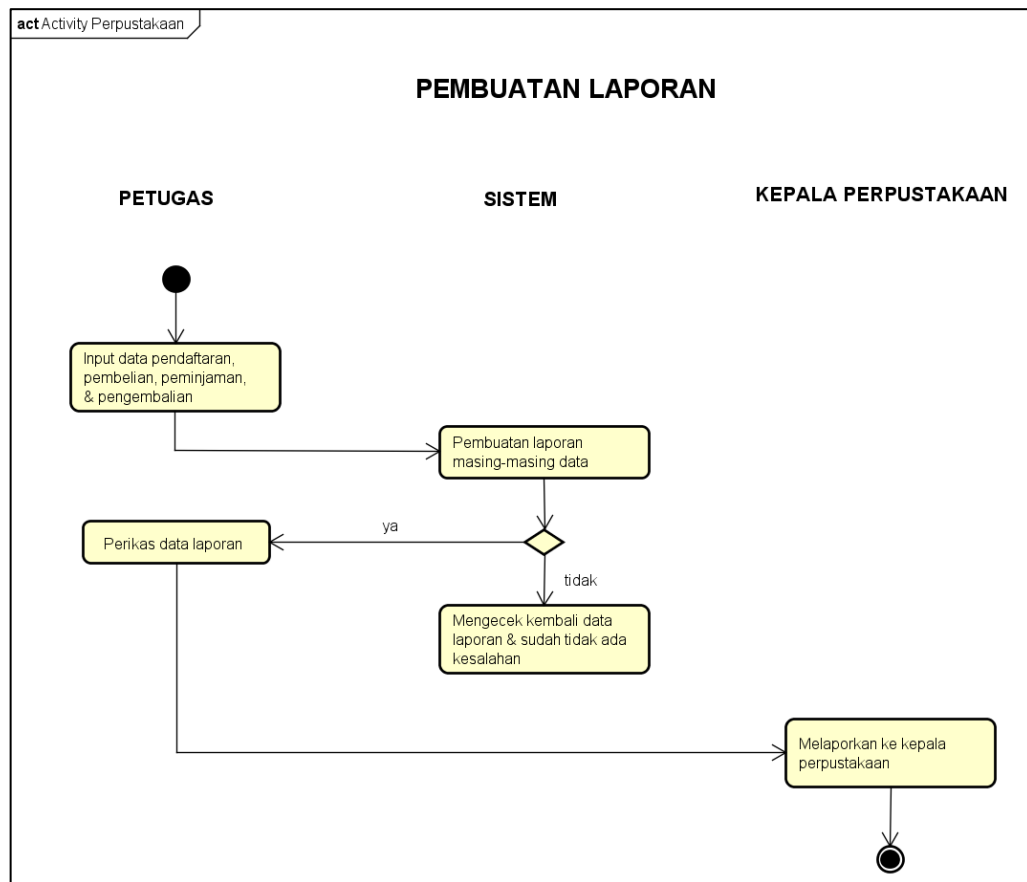 act Activity Perpustakaan
PEMBUATAN LAPORAN
PETUGAS
SISTEM
KEPALA PERPUSTAKAAN
Input data pendaftaran,
pembelian, peminjaman,
& pengembalian
Pembuatan laporan
masing-masing data
ya
Perikas data laporan
tidak
Mengecek kembali data
laporan & sudah tidak ada
kesalahan
Melaporkan ke kepala
perpustakaan